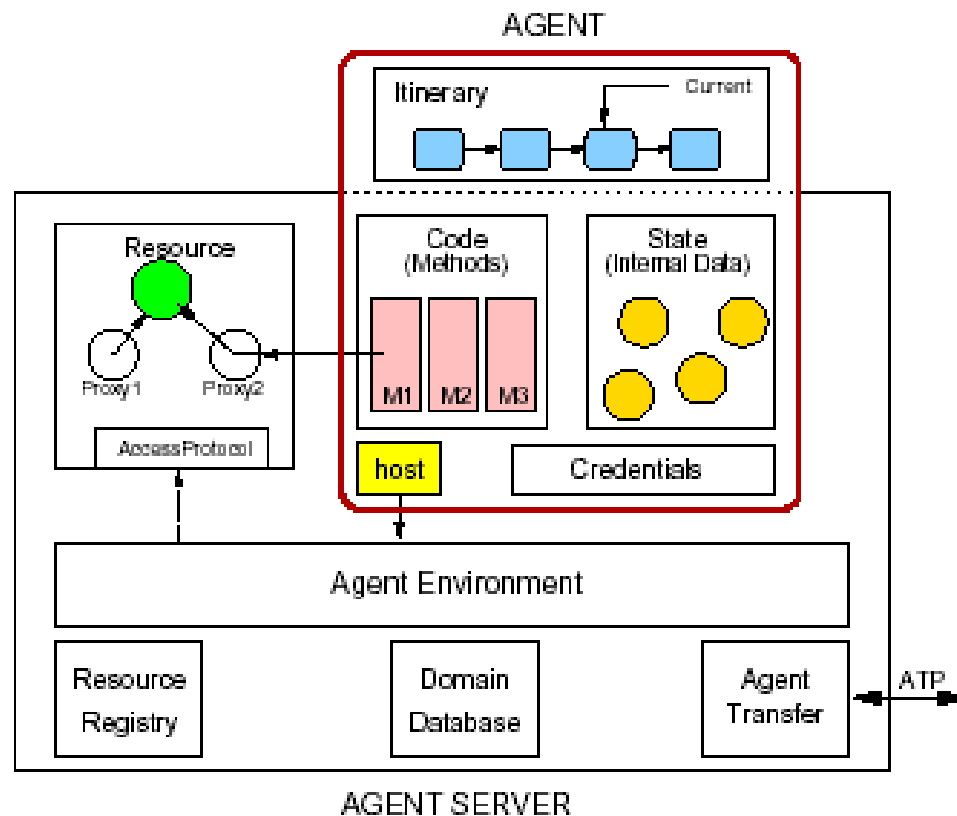 AGENT
Itinerary
Current
Resource
Proxy1
Proxy2
AccessProtocol
Code
(Methods)
M1
M2
M3
State
(Internal Data)
host
Credentials
Agent Environment
Resource
Registry
Domain
Database
Agent
Transfer
ATP
AGENT SERVER